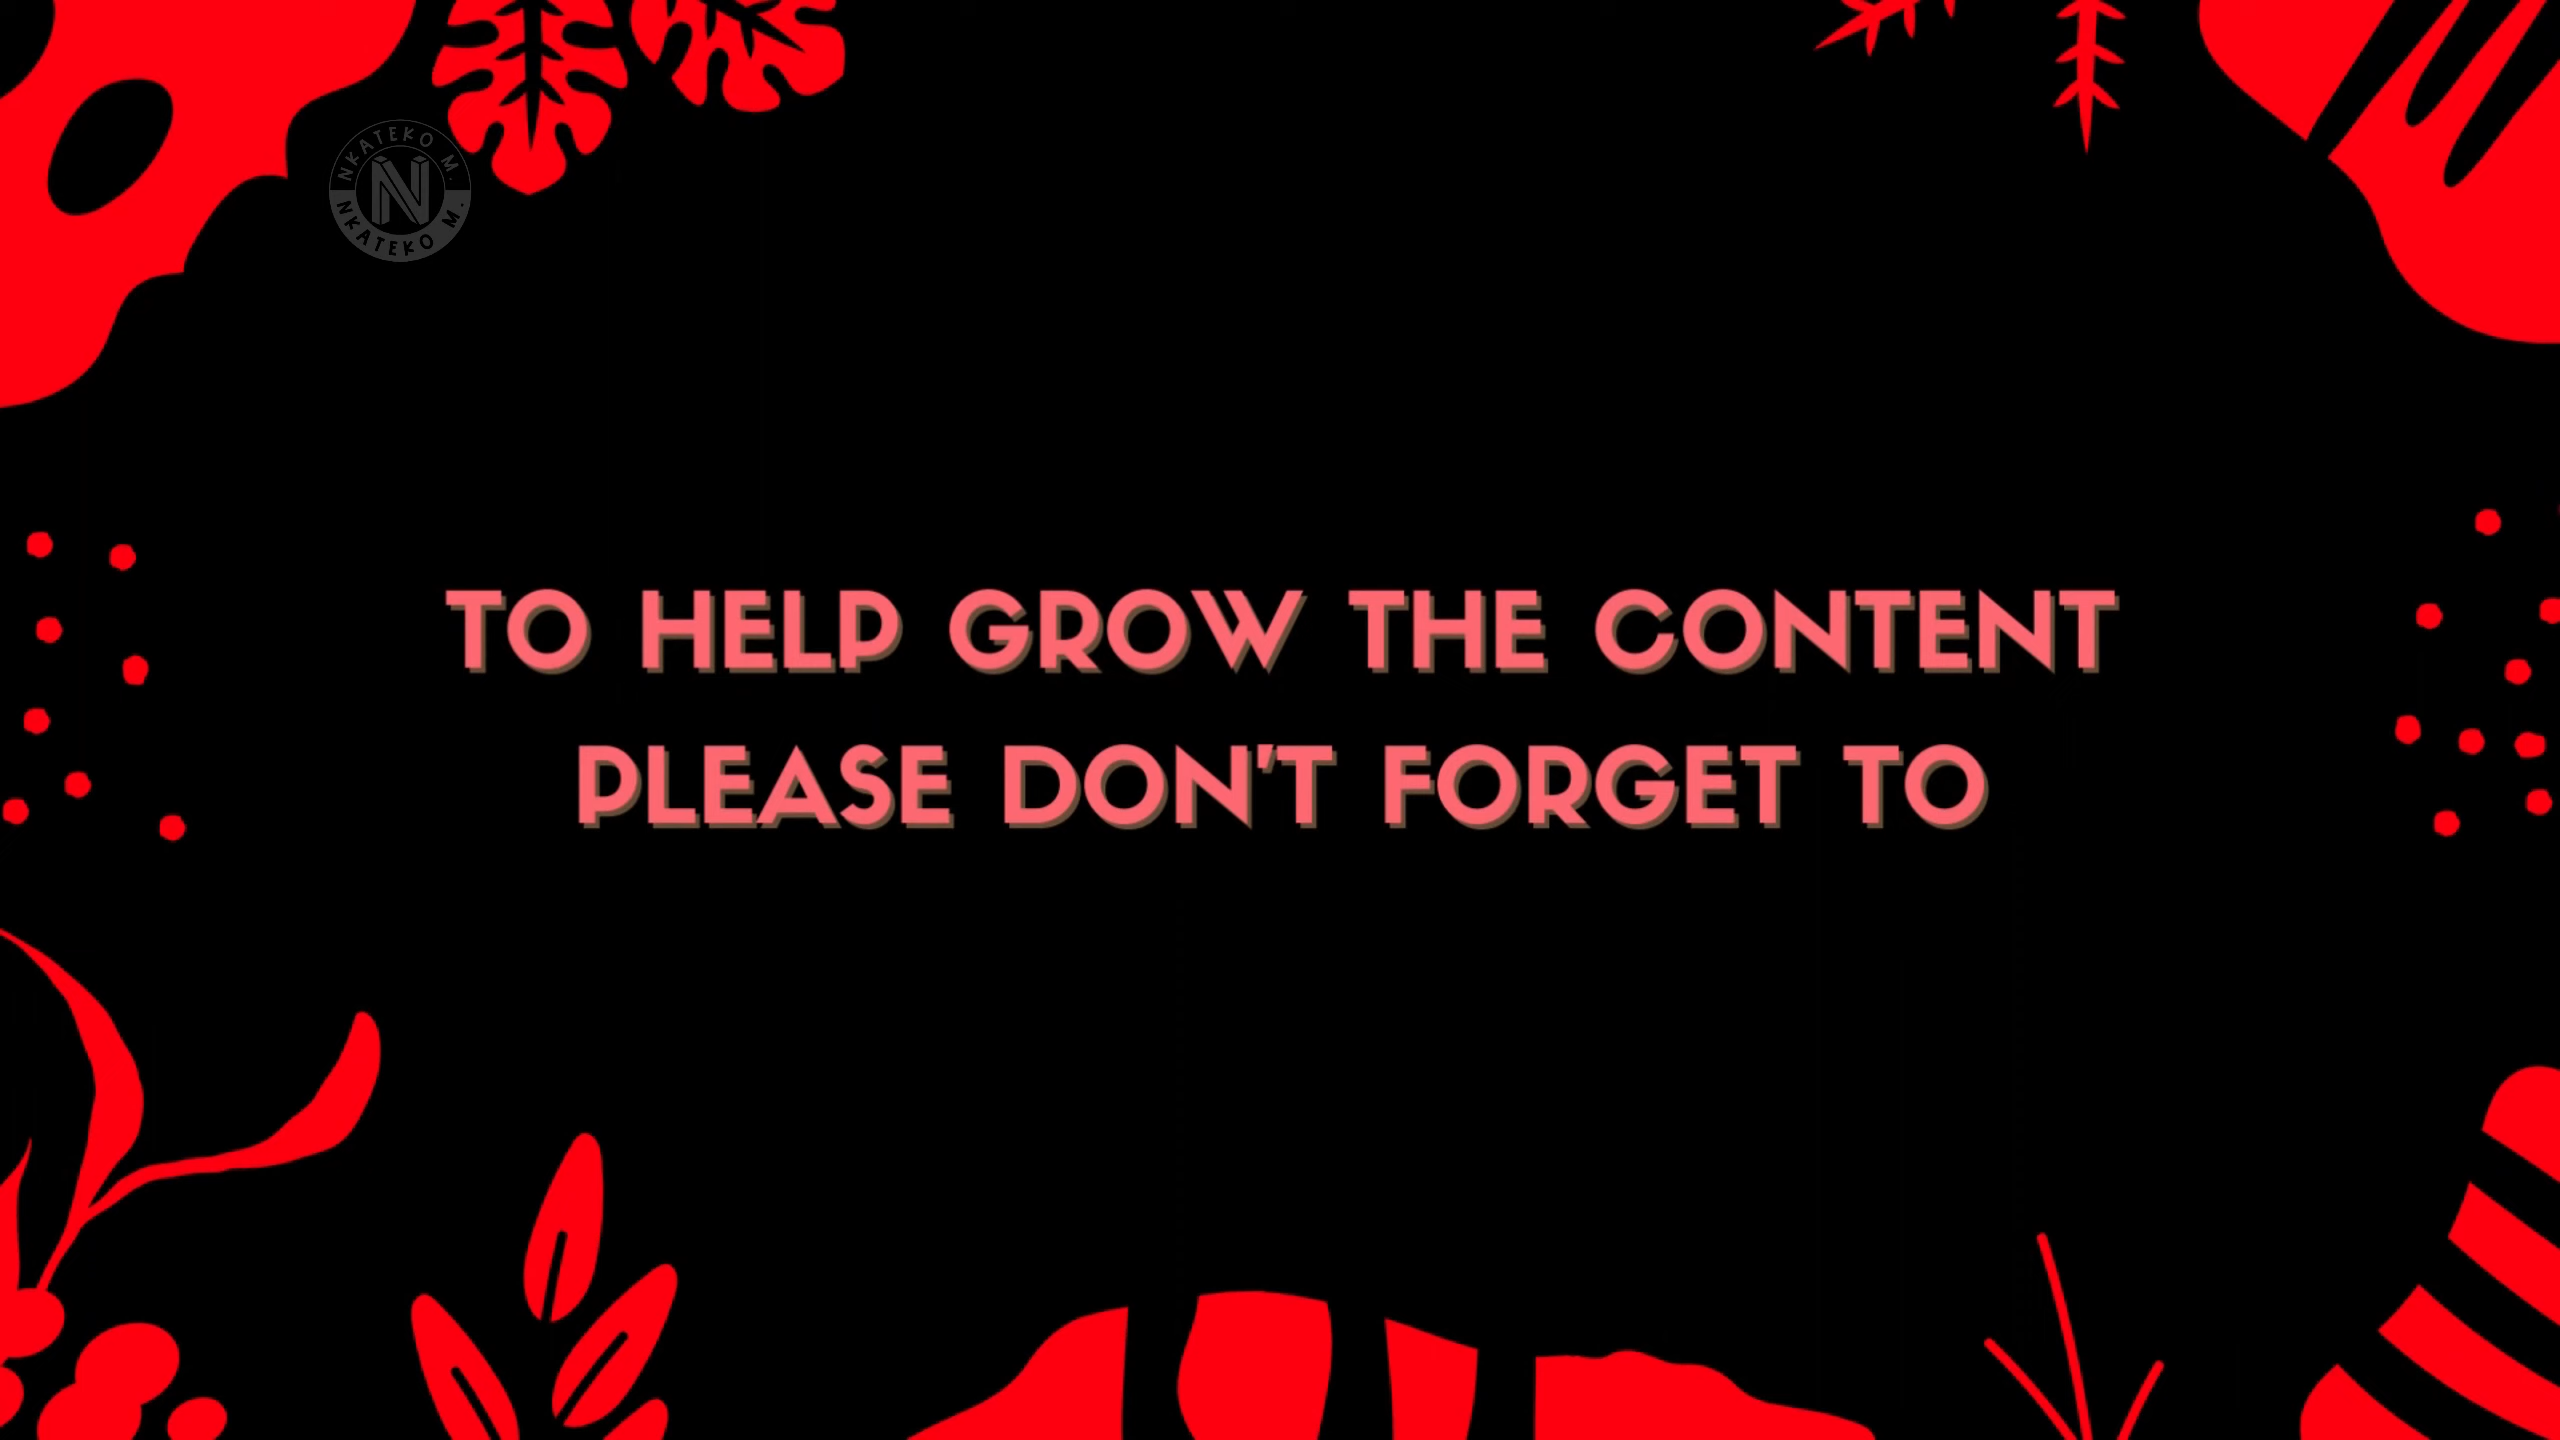 NKATEKO M.
N
NKATEKO M.
TO HELP GROW THE CONTENT
PLEASE DON'T FORGET TO